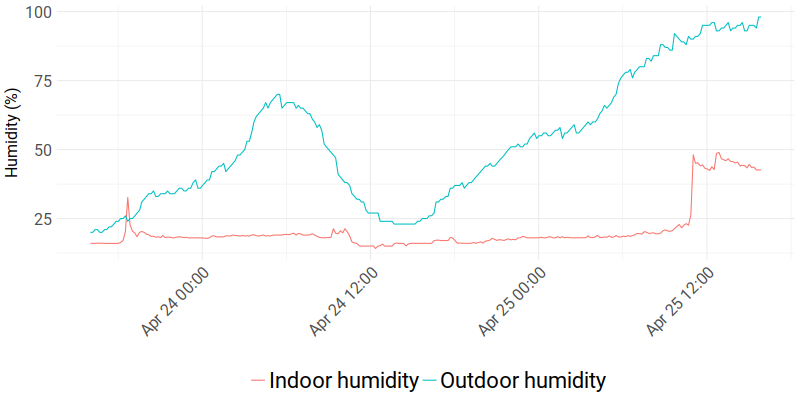 100
75
50
25
Humidity (%)
Apr 24 00:00
Apr 24 12:00
Apr 25 00:00
Apr 25 12:00
Indoor humidity Outdoor humidity